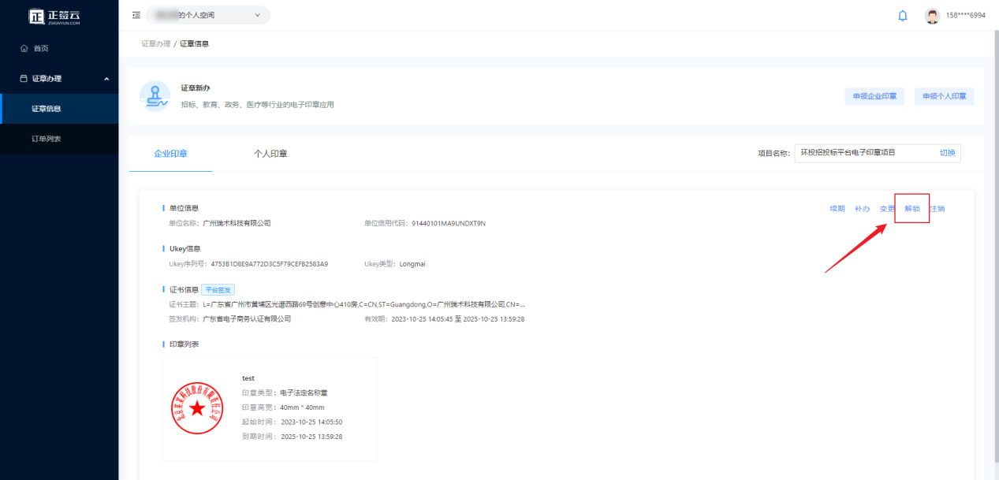 正签云
ZSIGNYUN.COM
的个人空间
158****6994
首页
证章办理
证章信息
订单列表
证章办理 / 证章信息
证章新办
招标、教育、政务、医疗等行业的电子印章应用
申领企业印章
申领个人印章
企业印章
个人印章
项目名称：
环投招投标平台电子印章项目
切换
单位信息
续期 补办 变更 解锁 注销
单位名称：广州瑞术科技有限公司
单位信用代码：91440101MA9UNDXT9N
Ukey信息
Ukey序列号：4753B1D8E9A772D3C5F79CEFB2583A9
Ukey类型：Longmai
证书信息 平台签发
证书主题：L=广东省广州市黄埔区光谱西路69号创意中心410房,C=CN,ST=Guangdong,O=广州瑞术科技有限公司,CN=...
签发机构：广东省电子商务认证有限公司
有效期：2023-10-25 14:05:45 至 2025-10-25 13:59:28
印章列表
test
印章类型：电子法定名称章
印章高宽：40mm * 40mm
起始时间：2023-10-25 14:05:50
到期时间：2025-10-25 13:59:28